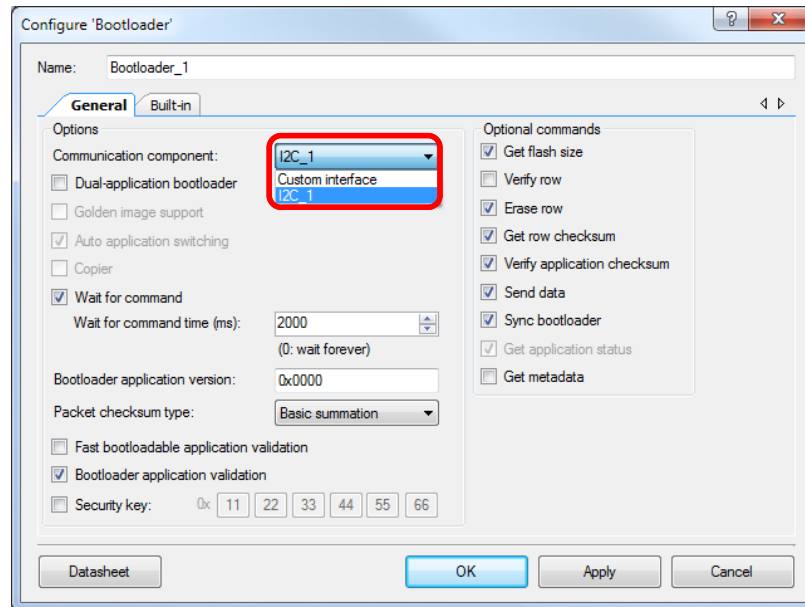 Configure 'Bootloader'
Name: Bootloader_1
General Built-in
Options
Communication component: I2C_1
Custom interface
I2C_1
Dual-application bootloader
Golden image support
Auto application switching
Copier
Wait for command
Wait for command time (ms): 2000
(0: wait forever)
Bootloader application version: 0x0000
Packet checksum type: Basic summation
Fast bootloadable application validation
Bootloader application validation
Security key: 0x 11 22 33 44 55 66
Optional commands
Get flash size
Verify row
Erase row
Get row checksum
Verify application checksum
Send data
Sync bootloader
Get application status
Get metadata
Datasheet OK Apply Cancel